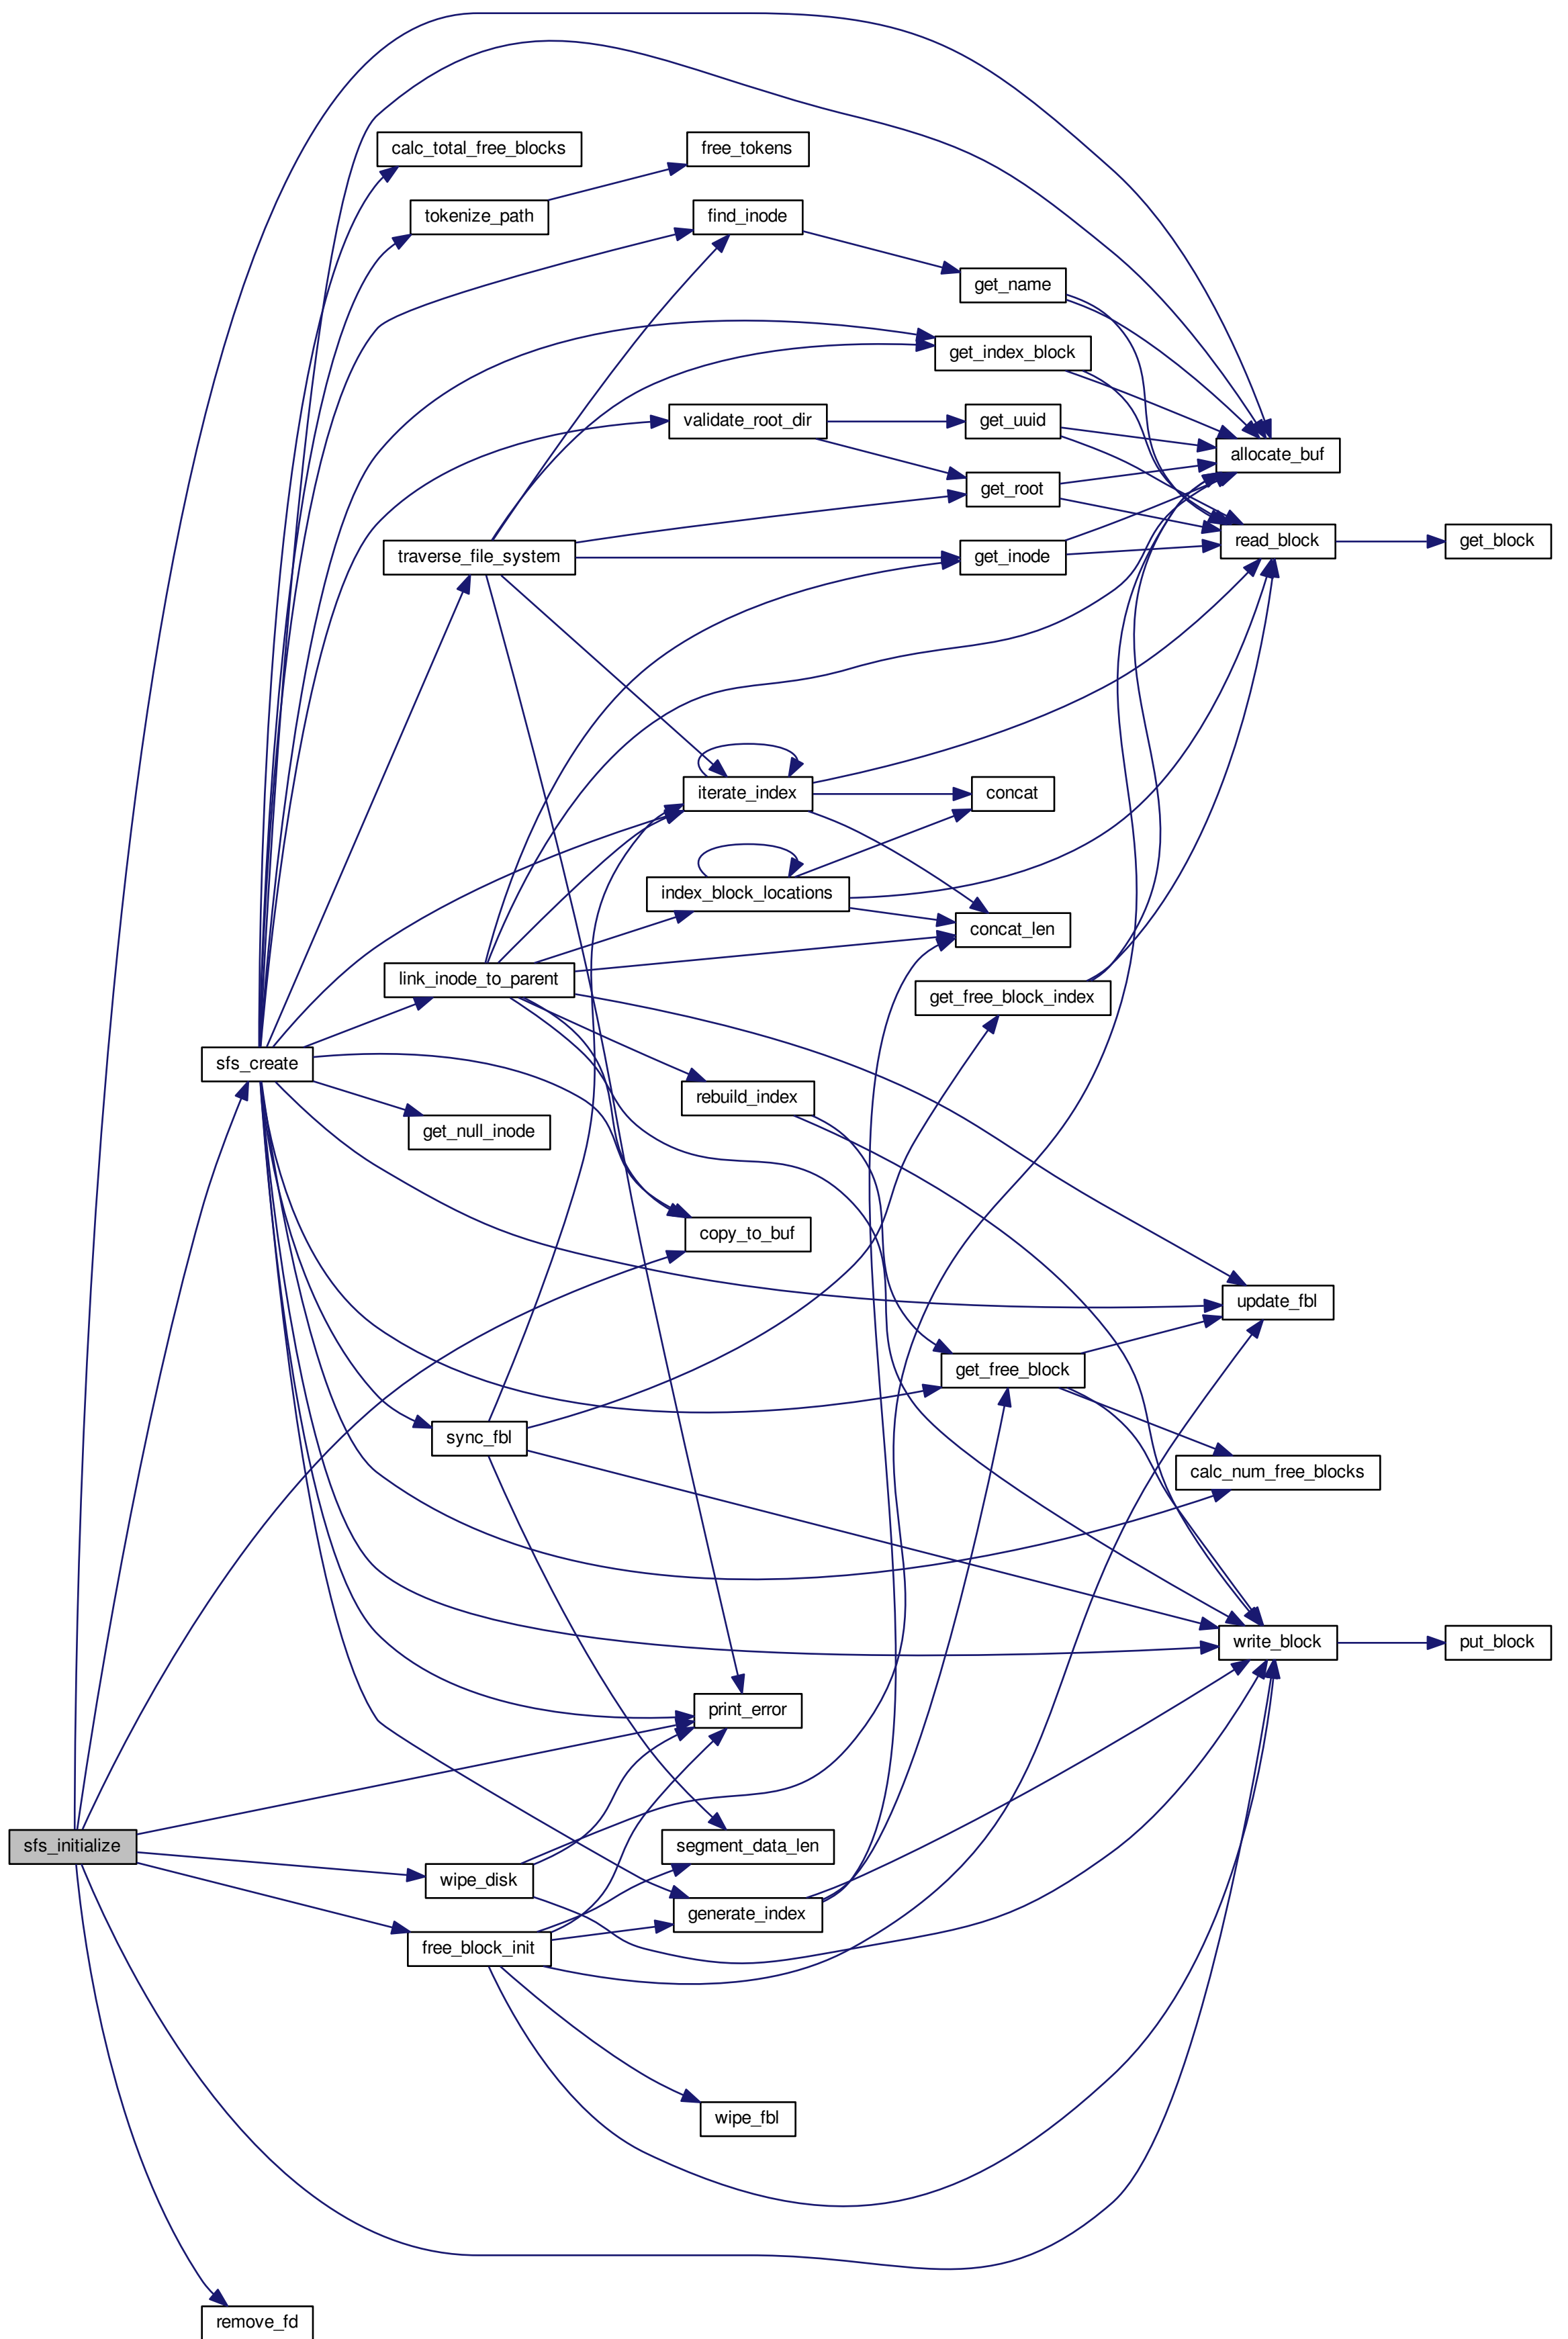 calc_total_free_blocks
free_tokens
tokenize_path
find_inode
get_name
get_index_block
validate_root_dir
get_uuid
allocate_buf
get_root
traverse_file_system
get_inode
read_block
get_block
iterate_index
concat
index_block_locations
concat_len
link_inode_to_parent
get_free_block_index
sfs_create
rebuild_index
get_null_inode
copy_to_buf
update_fbl
get_free_block
sync_fbl
calc_num_free_blocks
write_block
put_block
print_error
sfs_initialize
segment_data_len
wipe_disk
generate_index
free_block_init
wipe_fbl
remove_fd